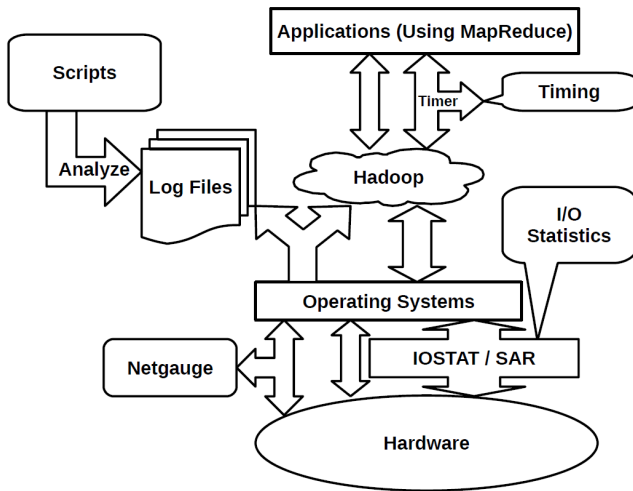 Applications (Using MapReduce)
Scripts
Timer
Timing
Analyze
Log Files
Hadoop
I/O
Statistics
Operating Systems
Netgauge
IOSTAT / SAR
Hardware